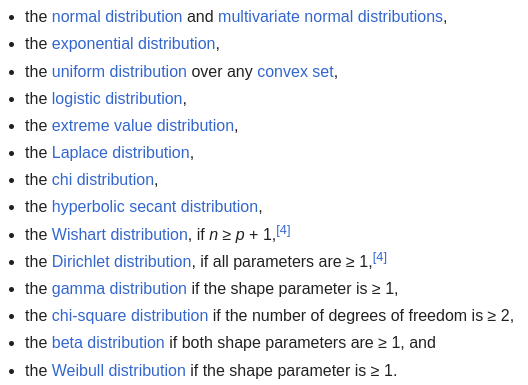 • the normal distribution and multivariate normal distributions,
• the exponential distribution,
• the uniform distribution over any convex set,
• the logistic distribution,
• the extreme value distribution,
• the Laplace distribution,
• the chi distribution,
• the hyperbolic secant distribution,
• the Wishart distribution, if n ≥ p + 1,[4]
• the Dirichlet distribution, if all parameters are ≥ 1,[4]
• the gamma distribution if the shape parameter is ≥ 1,
• the chi-square distribution if the number of degrees of freedom is ≥ 2,
• the beta distribution if both shape parameters are ≥ 1, and
• the Weibull distribution if the shape parameter is ≥ 1.